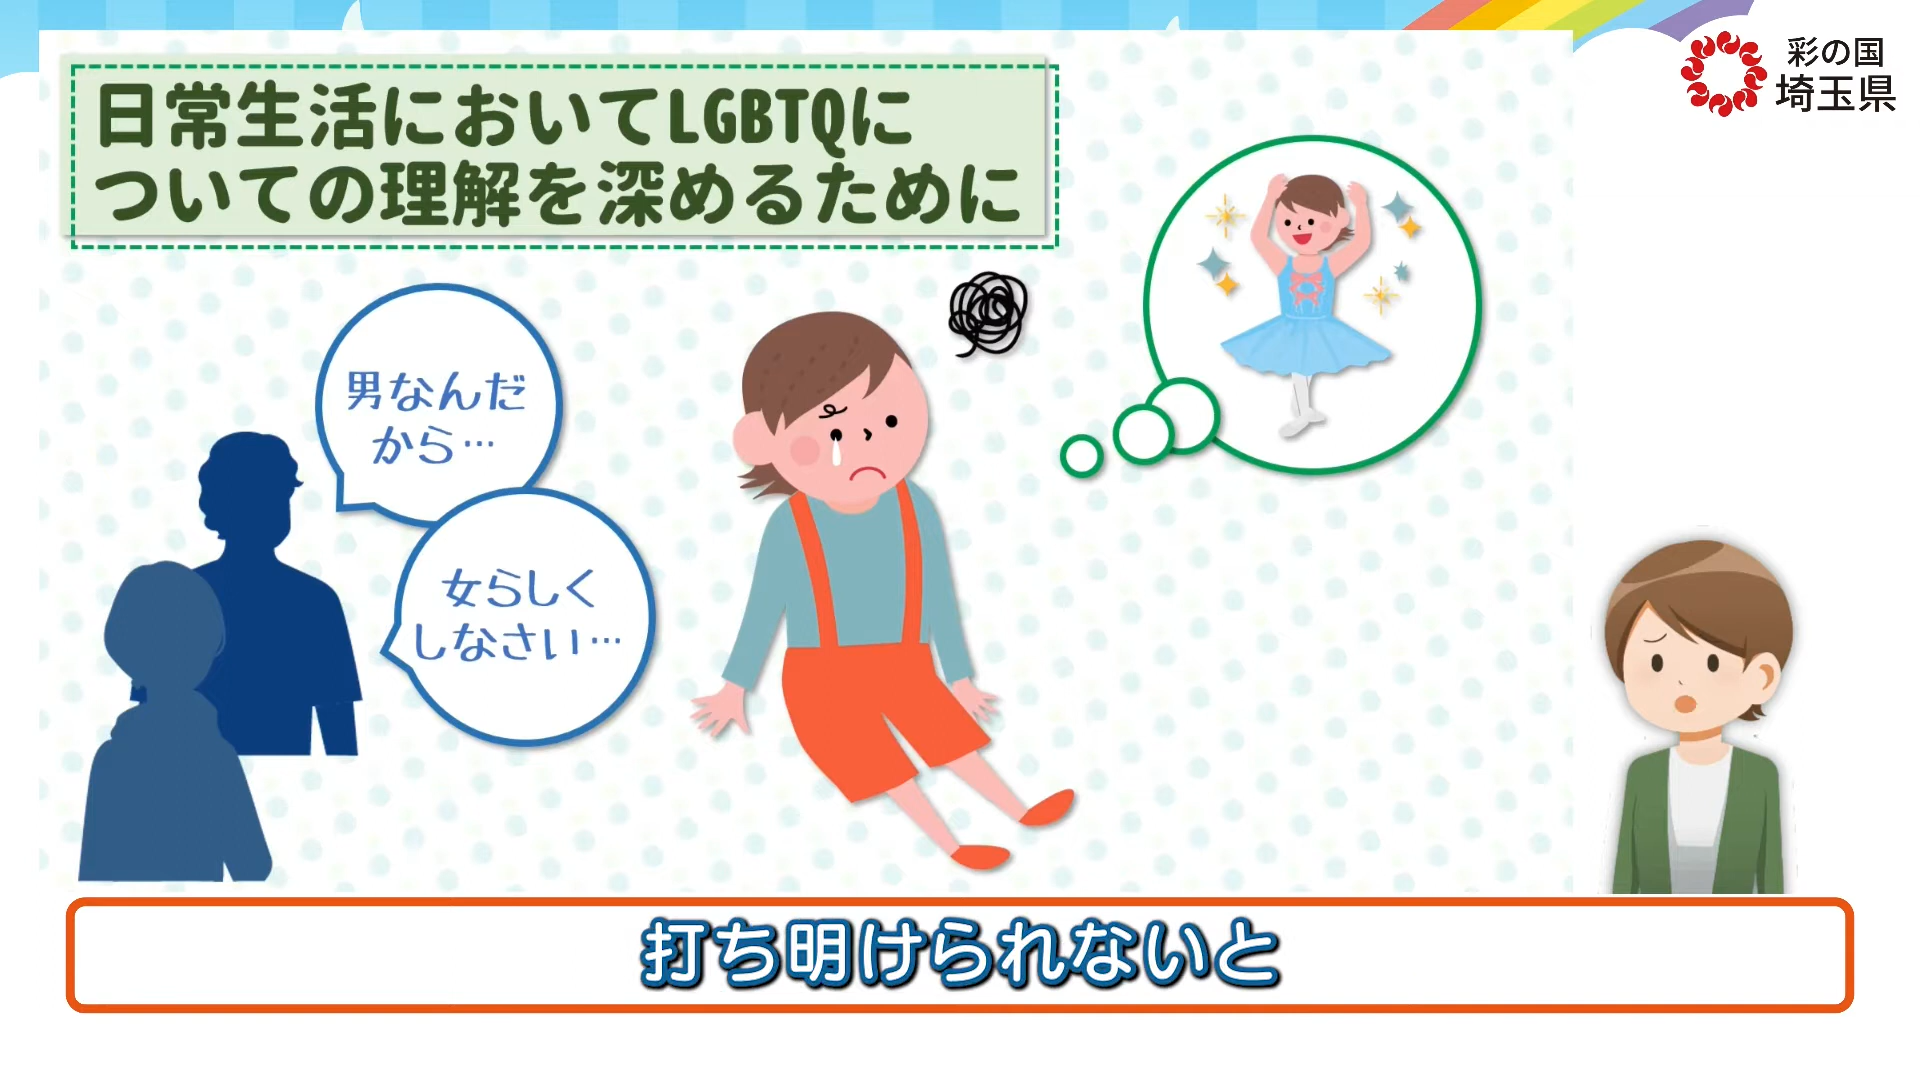 日常生活においてLGBTQに
ついての理解を深めるために
彩の国
埼玉県
男なんだ
から…
女らしく
しなさい…
打ち明けられないと